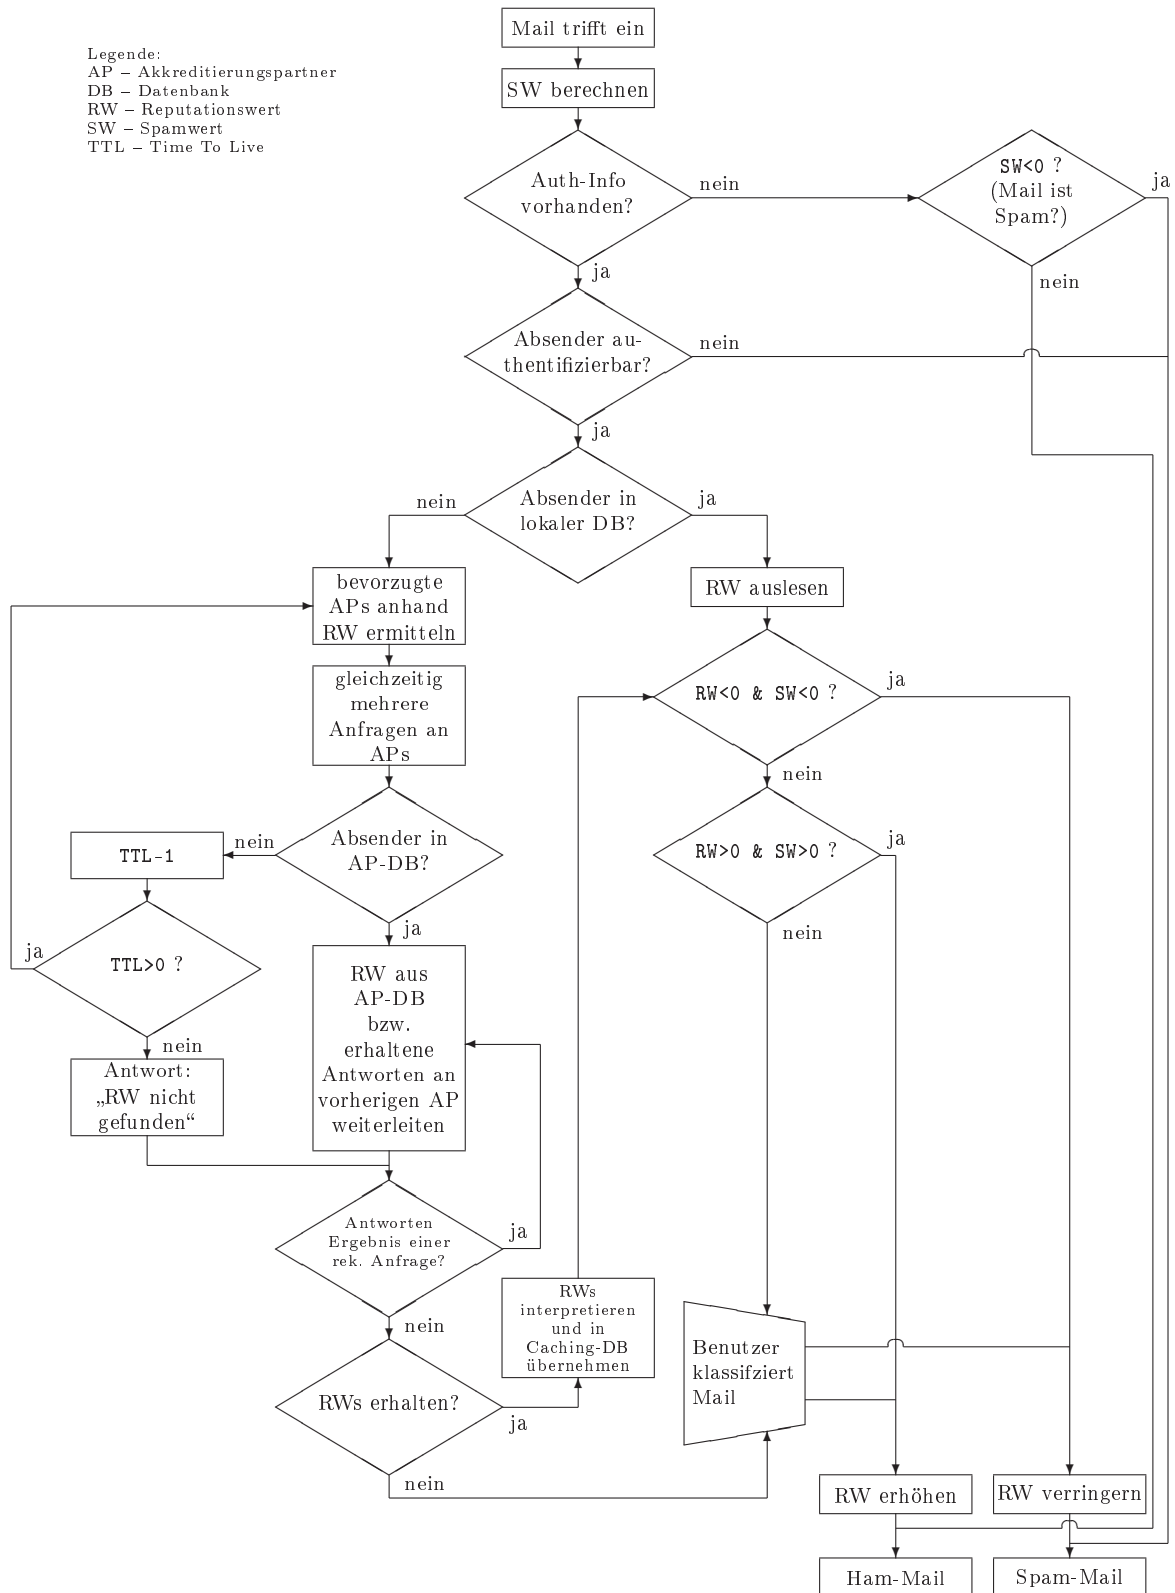 Mail trifft ein
Legende:
AP – Akkreditierungspartner
DB – Datenbank
RW – Reputationswert
SW – Spamwert
TTL – Time To Live
SW berechnen
Auth-Info
vorhanden?
nein
ja
SW<0 ?
(Mail ist
Spam?)
ja
nein
Absender au-
thentifizierbar?
nein
ja
Absender in
lokaler DB?
nein
ja
bevorzugte
APs anhand
RW ermitteln
RW auslesen
gleichzeitig
mehrere
Anfragen an
APs
RW<0 & SW<0 ?
ja
nein
Absender in
AP-DB?
nein
ja
TTL-1
RW>0 & SW>0 ?
ja
nein
TTL>0 ?
ja
nein
RW aus
AP-DB
bzw.
erhaltene
Antworten an
vorherigen AP
weiterleiten
Antwort:
„RW nicht
gefunden“
Antworten
Ergebnis einer
rek. Anfrage?
ja
nein
RWs
interpretieren
und in
Caching-DB
übernehmen
Benutzer
klassifziert
Mail
RWs erhalten?
ja
nein
RW erhöhen
RW verringern
Ham-Mail
Spam-Mail